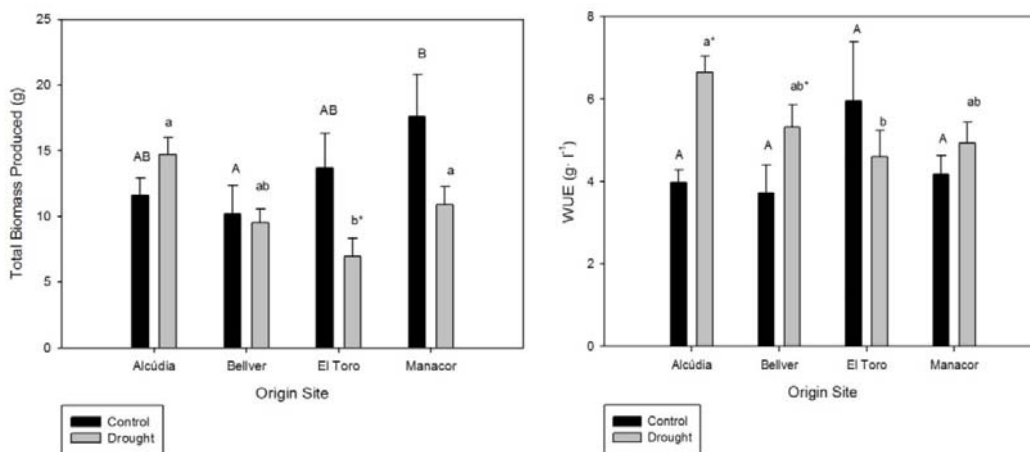 25
20
15
10
5
0
Total Biomass Produced (g)
AB
a
A
ab
AB
b*
B
a
Alcúdia Bellver El Toro Manacor
Origin Site
Control
Drought
8
6
4
2
0
WUE (g· l⁻¹)
A
a*
A
ab*
A
b
A
ab
Alcúdia Bellver El Toro Manacor
Origin Site
Control
Drought